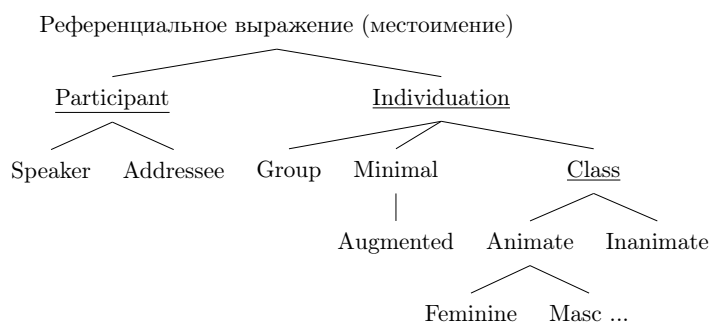 Референциальное выражение (местоимение)
Participant Individuation
Speaker Addressee Group Minimal Class
Augmented Animate Inanimate
Feminine Masc ...